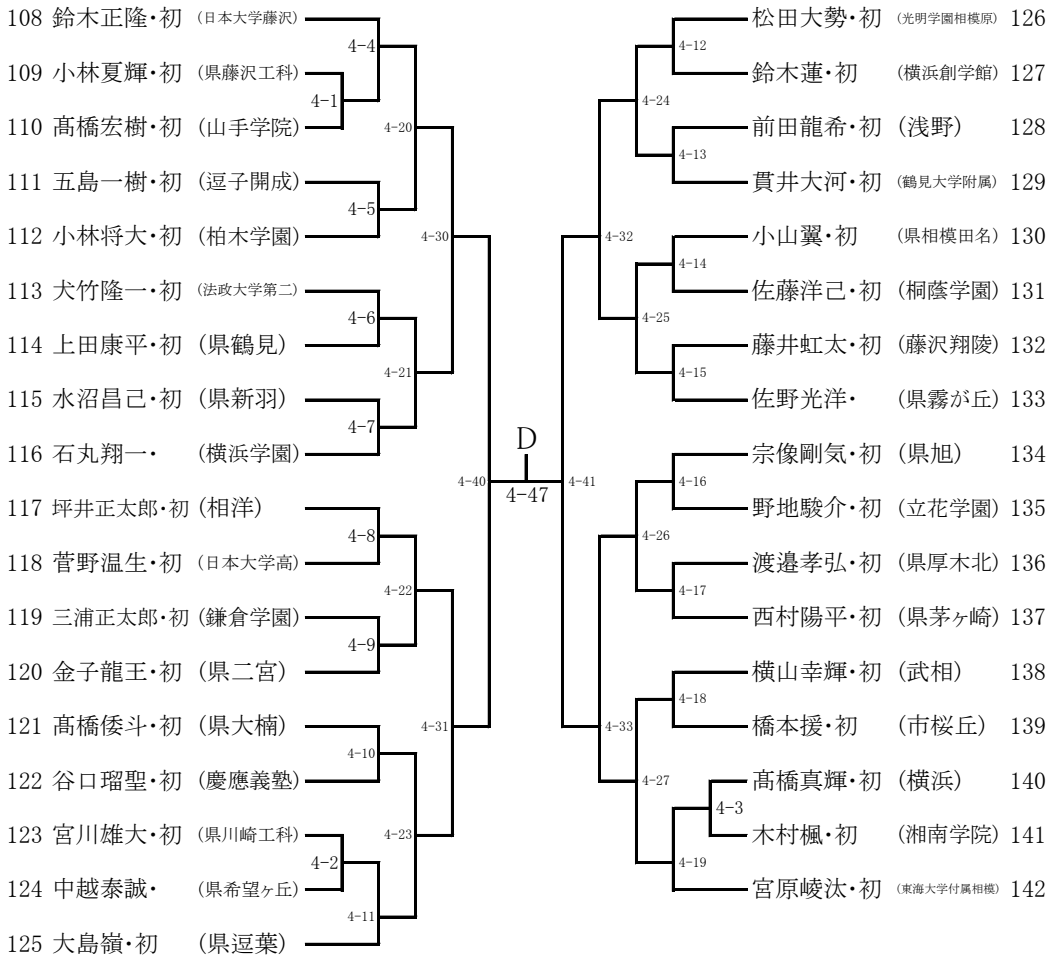 108 鈴木正隆・初 (日本大学藤沢)
4-4
109 小林夏輝・初 (県藤沢工科)
4-1
110 髙橋宏樹・初 (山手学院)
4-20
111 五島一樹・初 (逗子開成)
4-5
112 小林将大・初 (柏木学園)
4-30
113 犬竹隆一・初 (法政大学第二)
4-6
114 上田康平・初 (県鶴見)
4-21
115 水沼昌己・初 (県新羽)
4-7
116 石丸翔一・ (横浜学園)
4-40
117 坪井正太郎・初 (相洋)
4-8
118 菅野温生・初 (日本大学高)
4-22
119 三浦正太郎・初 (鎌倉学園)
4-9
120 金子龍王・初 (県二宮)
4-31
121 髙橋倭斗・初 (県大楠)
4-10
122 谷口瑠聖・初 (慶應義塾)
4-23
123 宮川雄大・初 (県川崎工科)
4-2
124 中越泰誠・ (県希望ヶ丘)
4-11
125 大島嶺・初 (県逗葉)
D
4-47
松田大勢・初 (光明学園相模原) 126
4-12
鈴木蓮・初 (横浜創学館) 127
4-24
前田龍希・初 (浅野) 128
4-13
貫井大河・初 (鶴見大学附属) 129
4-32
小山翼・初 (県相模田名) 130
4-14
佐藤洋己・初 (桐蔭学園) 131
4-25
藤井虹太・初 (藤沢翔陵) 132
4-15
佐野光洋・ (県霧が丘) 133
4-41
宗像剛気・初 (県旭) 134
4-16
野地駿介・初 (立花学園) 135
4-26
渡邉孝弘・初 (県厚木北) 136
4-17
西村陽平・初 (県茅ヶ崎) 137
4-33
横山幸輝・初 (武相) 138
4-18
橋本援・初 (市桜丘) 139
4-27
髙橋真輝・初 (横浜) 140
4-3
木村楓・初 (湘南学院) 141
4-19
宮原崚汰・初 (東海大学付属相模) 142